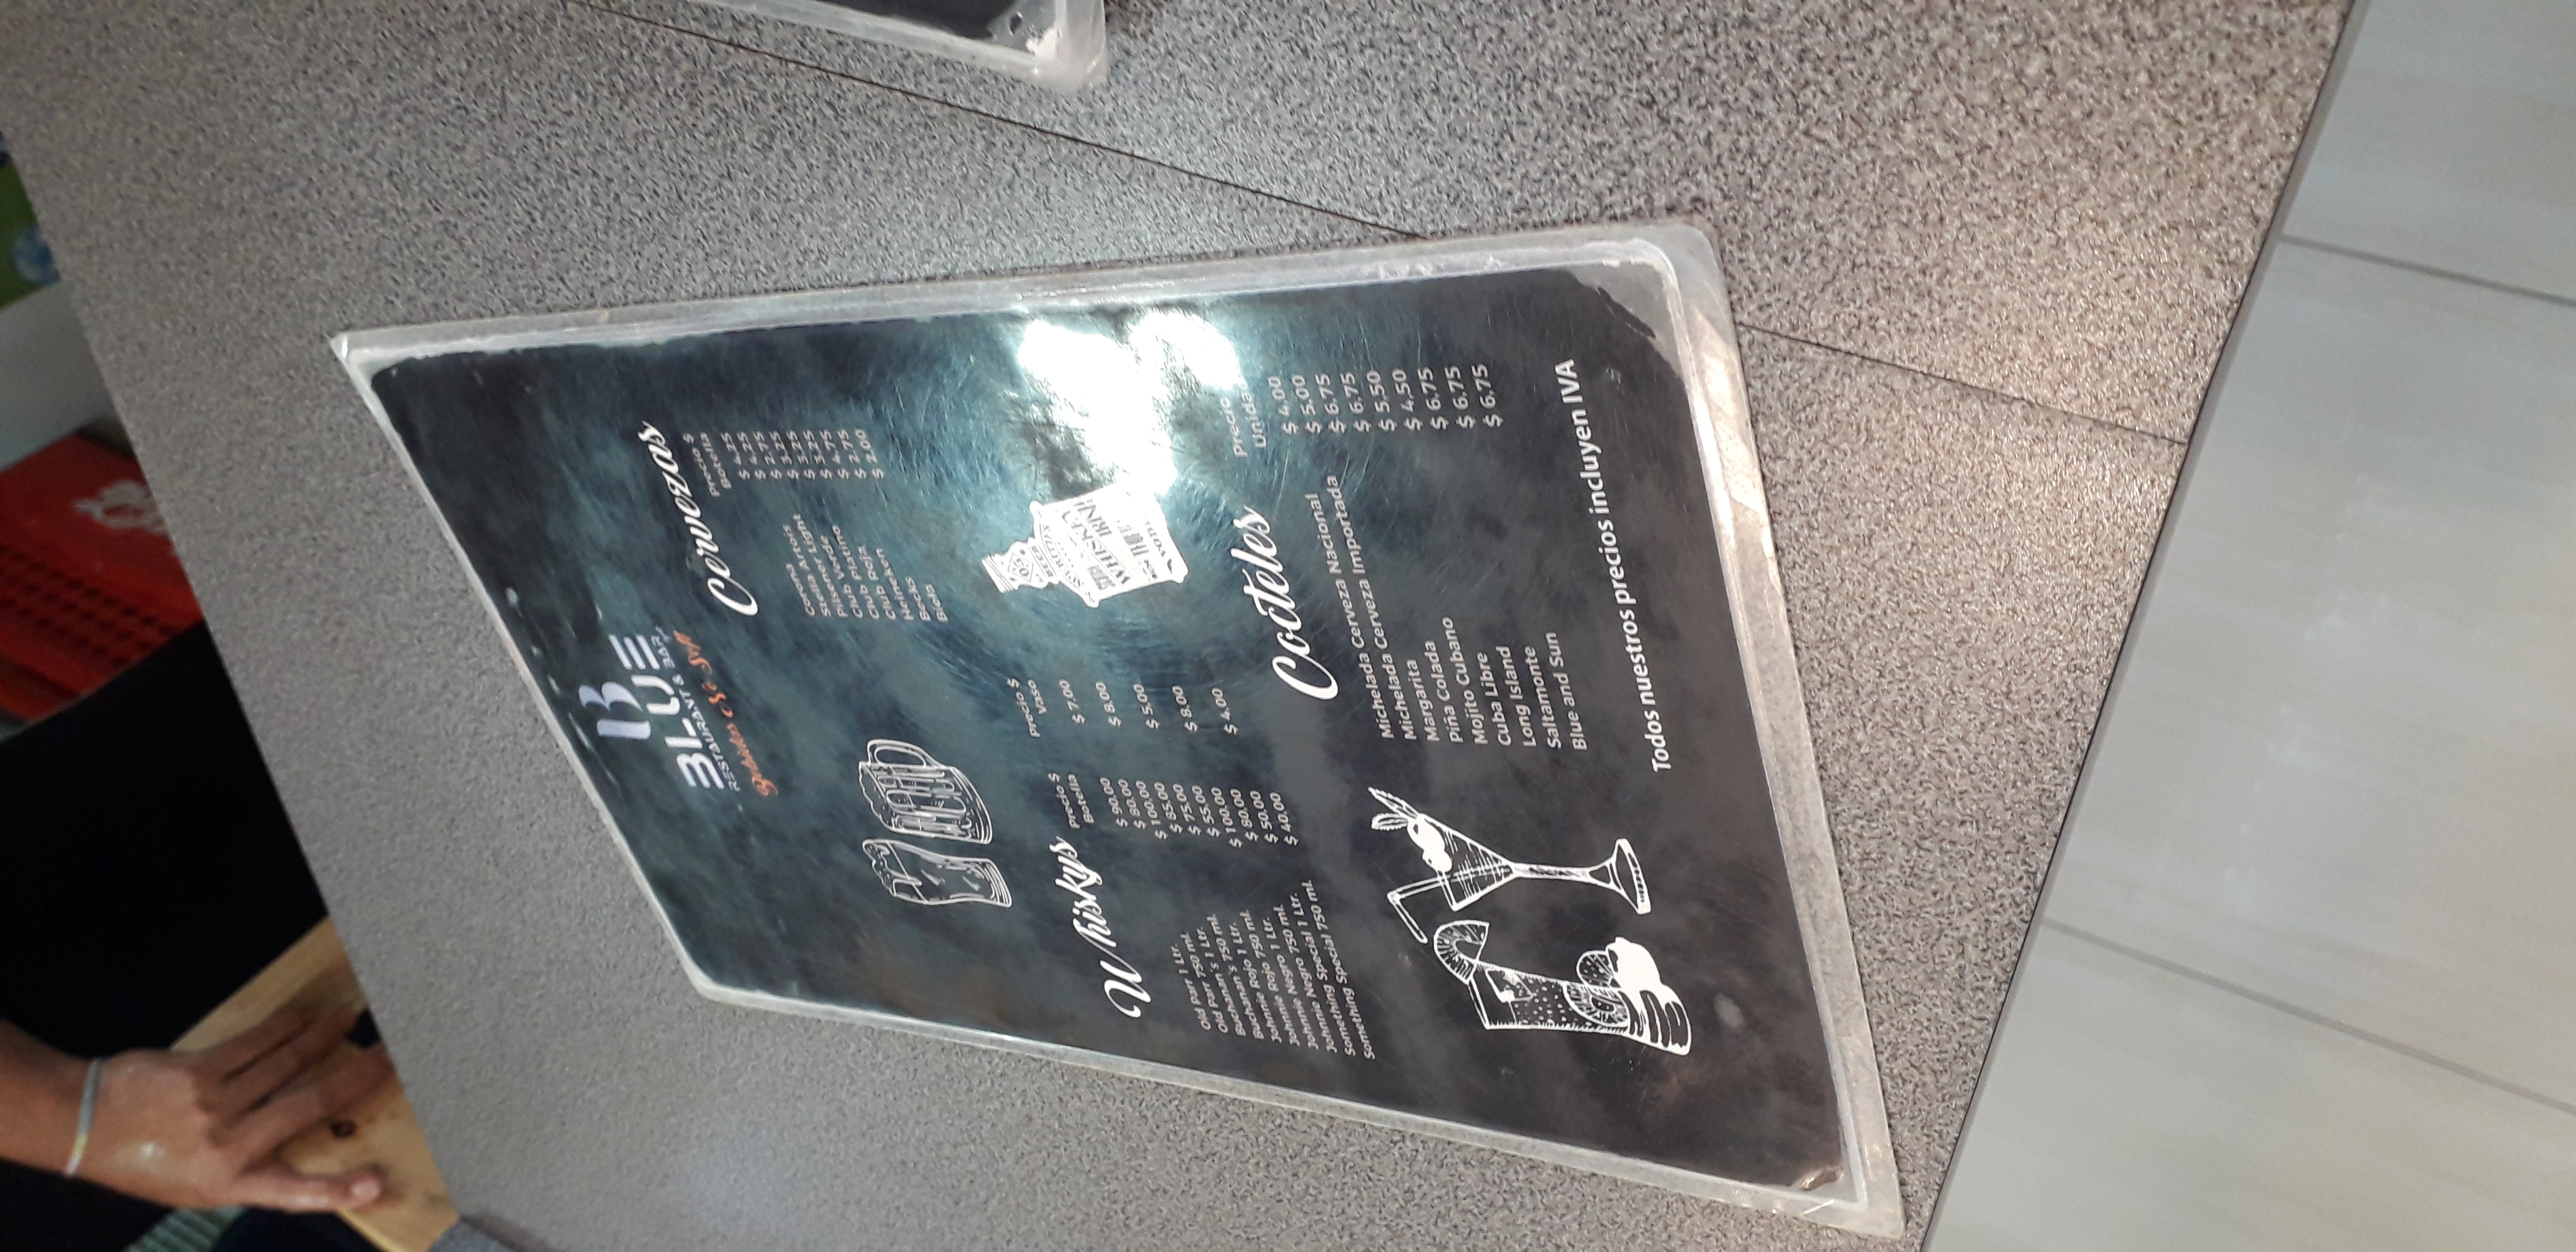 B
BLUE
RESTAURANT & BAR
Cervezas
Precio $
Botella
Corona $ 4.25
Stella Artois $ 4.25
Pilsener Light $ 2.75
Club Verde $ 3.25
Club Platino $ 3.25
Club Roja $ 3.25
Heineken $ 4.75
Becks $ 2.75
Biela $ 2.00
Whiskys
Precio $ Precio $
Botella Vaso
Old Parr 1 Ltr. $ 90.00
$ 7.00
Old Parr 750 ml. $ 80.00
Buchanan´s 1 Ltr. $ 100.00
$ 8.00
Buchanan´s 750 ml. $ 85.00
Johnnie Rojo 1 Ltr. $ 75.00
$ 5.00
Johnnie Rojo 750 ml. $ 55.00
Johnnie Negro 1 Ltr. $ 100.00
$ 8.00
Johnnie Negro 750 ml. $ 80.00
Something Special 1 Ltr. $ 50.00
$ 4.00
Something Special 750 ml. $ 40.00
WHISKEY
Cocteles
Precio
Unidad
Michelada Cerveza Nacional $ 4.00
Michelada Cerveza Importada $ 5.00
Margarita $ 6.75
Piña Colada $ 6.75
Mojito Cubano $ 5.50
Cuba Libre $ 4.50
Long Island $ 6.75
Saltamonte $ 6.75
Blue and Sun $ 6.75
Todos nuestros precios incluyen IVA